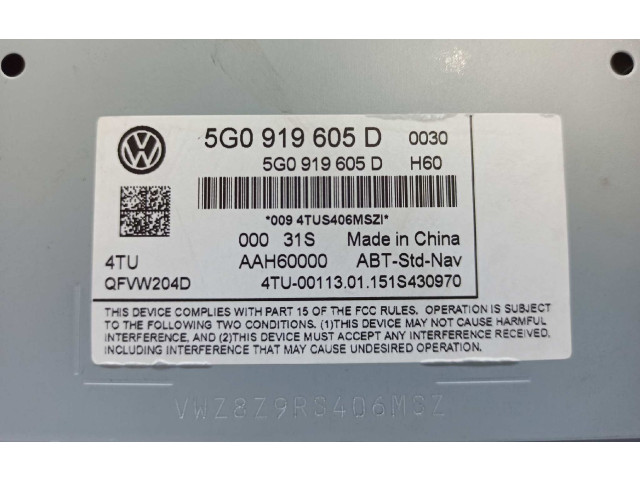 5G0 919 605 D 0030
5G0 919 605 D H60
*009 4TUS406MSZI*
000 31S Made in China
4TU AAH60000 ABT-Std-Nav
QFVW204D 4TU-00113.01.151S430970
THIS DEVICE COMPLIES WITH PART 15 OF THE FCC RULES. OPERATION IS SUBJECT
TO THE FOLLOWING TWO CONDITIONS. (1)THIS DEVICE MAY NOT CAUSE HARMFUL
INTERFERENCE, AND (2)THIS DEVICE MUST ACCEPT ANY INTERFERENCE RECEIVED,
INCLUDING INTERFERENCE THAT MAY CAUSE UNDESIRED OPERATION.
VWZ8Z9RS406MSZ